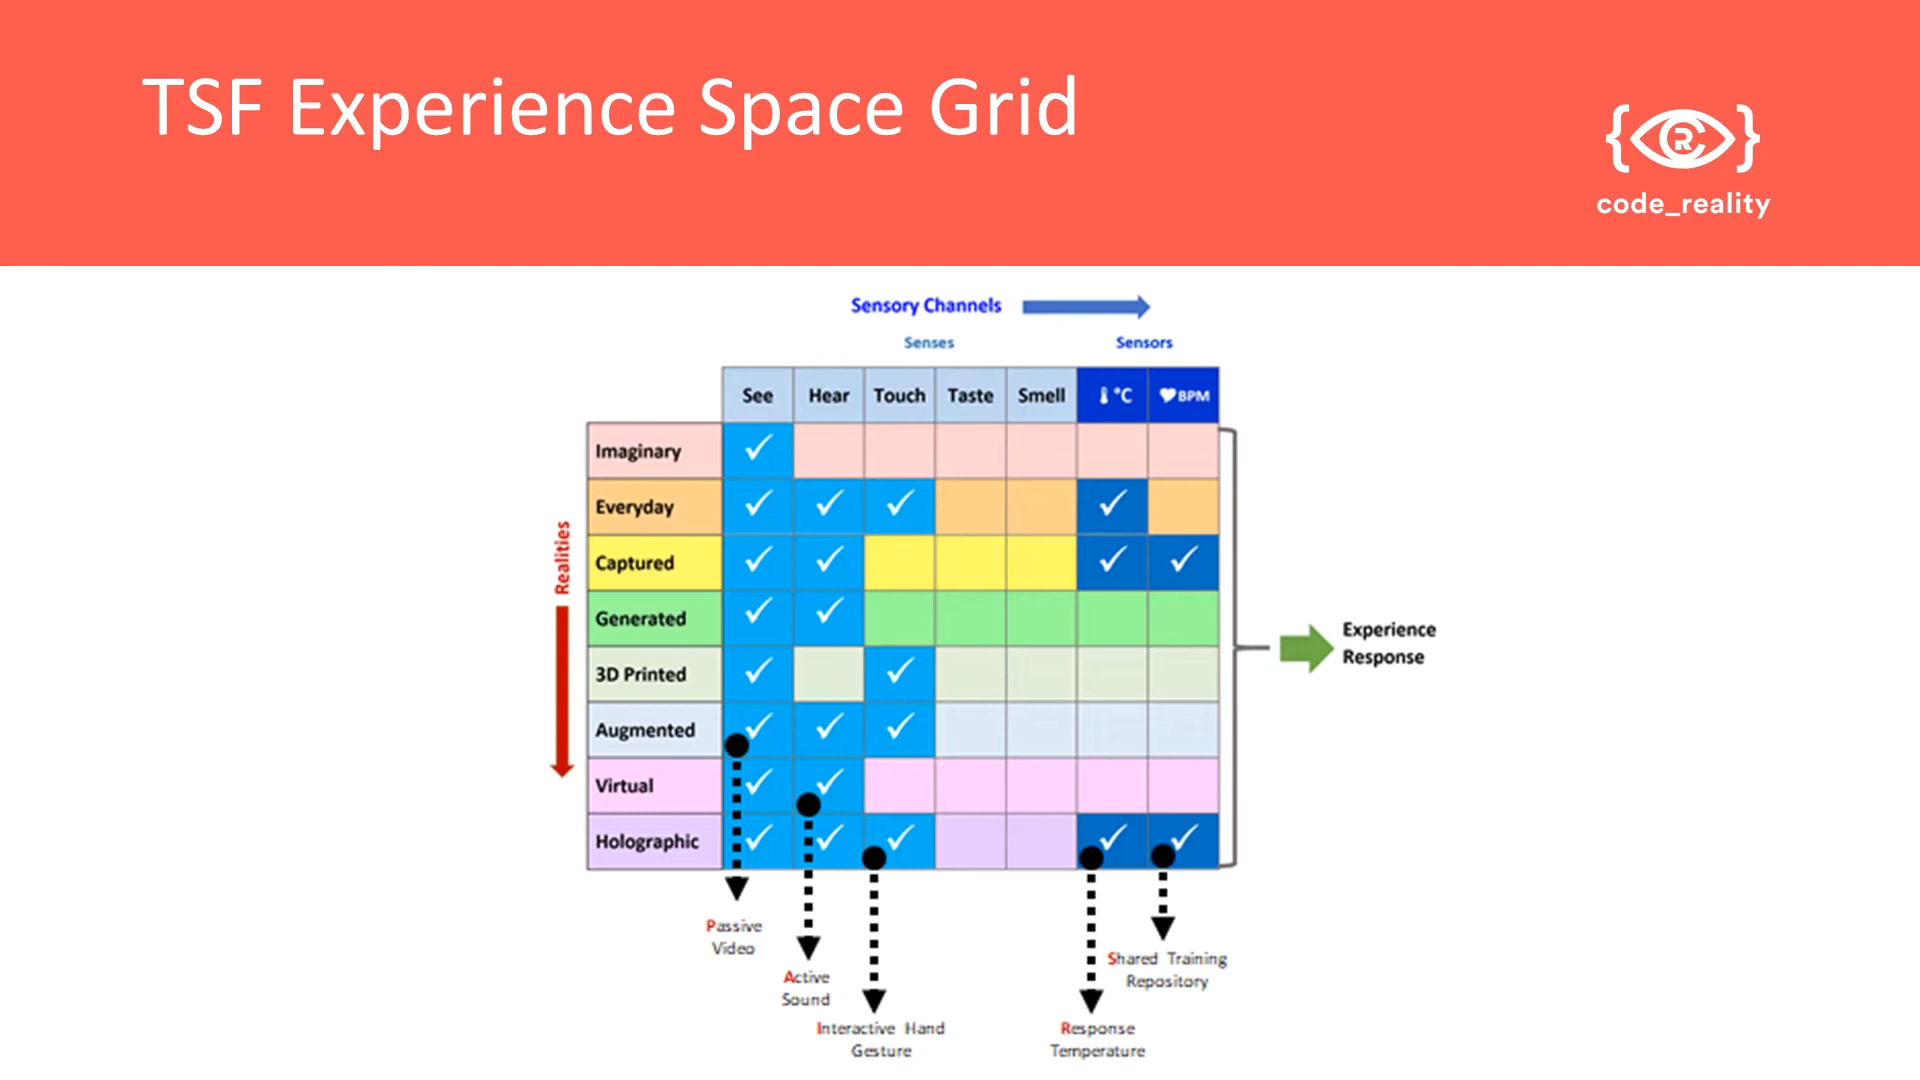 TSF Experience Space Grid
{R}
code_reality
Sensory Channels
Senses
Sensors
See Hear Touch Taste Smell °C BPM
Imaginary
Everyday
Captured
Generated
3D Printed
Augmented
Virtual
Holographic
Realities
Experience
Response
Passive
Video
Active
Sound
Interactive Hand
Gesture
Response
Temperature
Shared Training
Repository